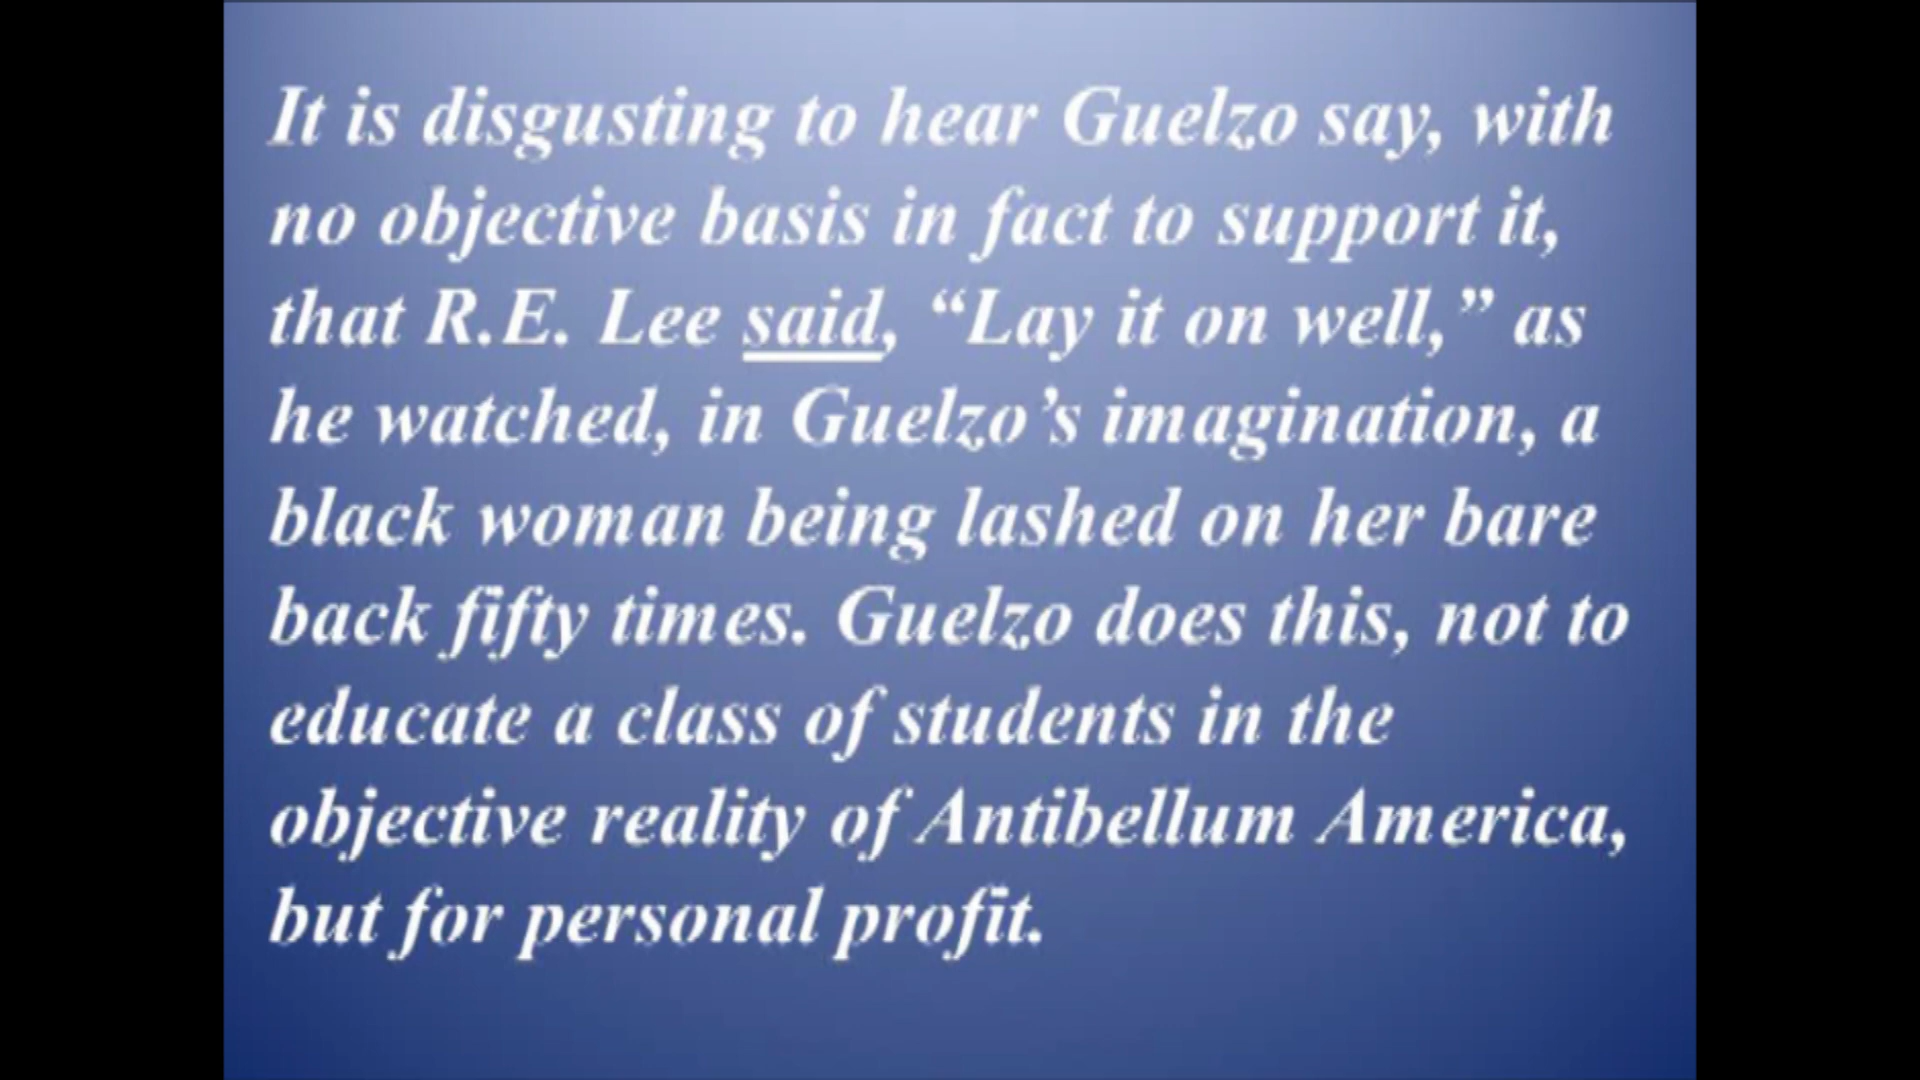 It is disgusting to hear Guelzo say, with
no objective basis in fact to support it,
that R.E. Lee said, “Lay it on well,” as
he watched, in Guelzo’s imagination, a
black woman being lashed on her bare
back fifty times. Guelzo does this, not to
educate a class of students in the
objective reality of Antibellum America,
but for personal profit.